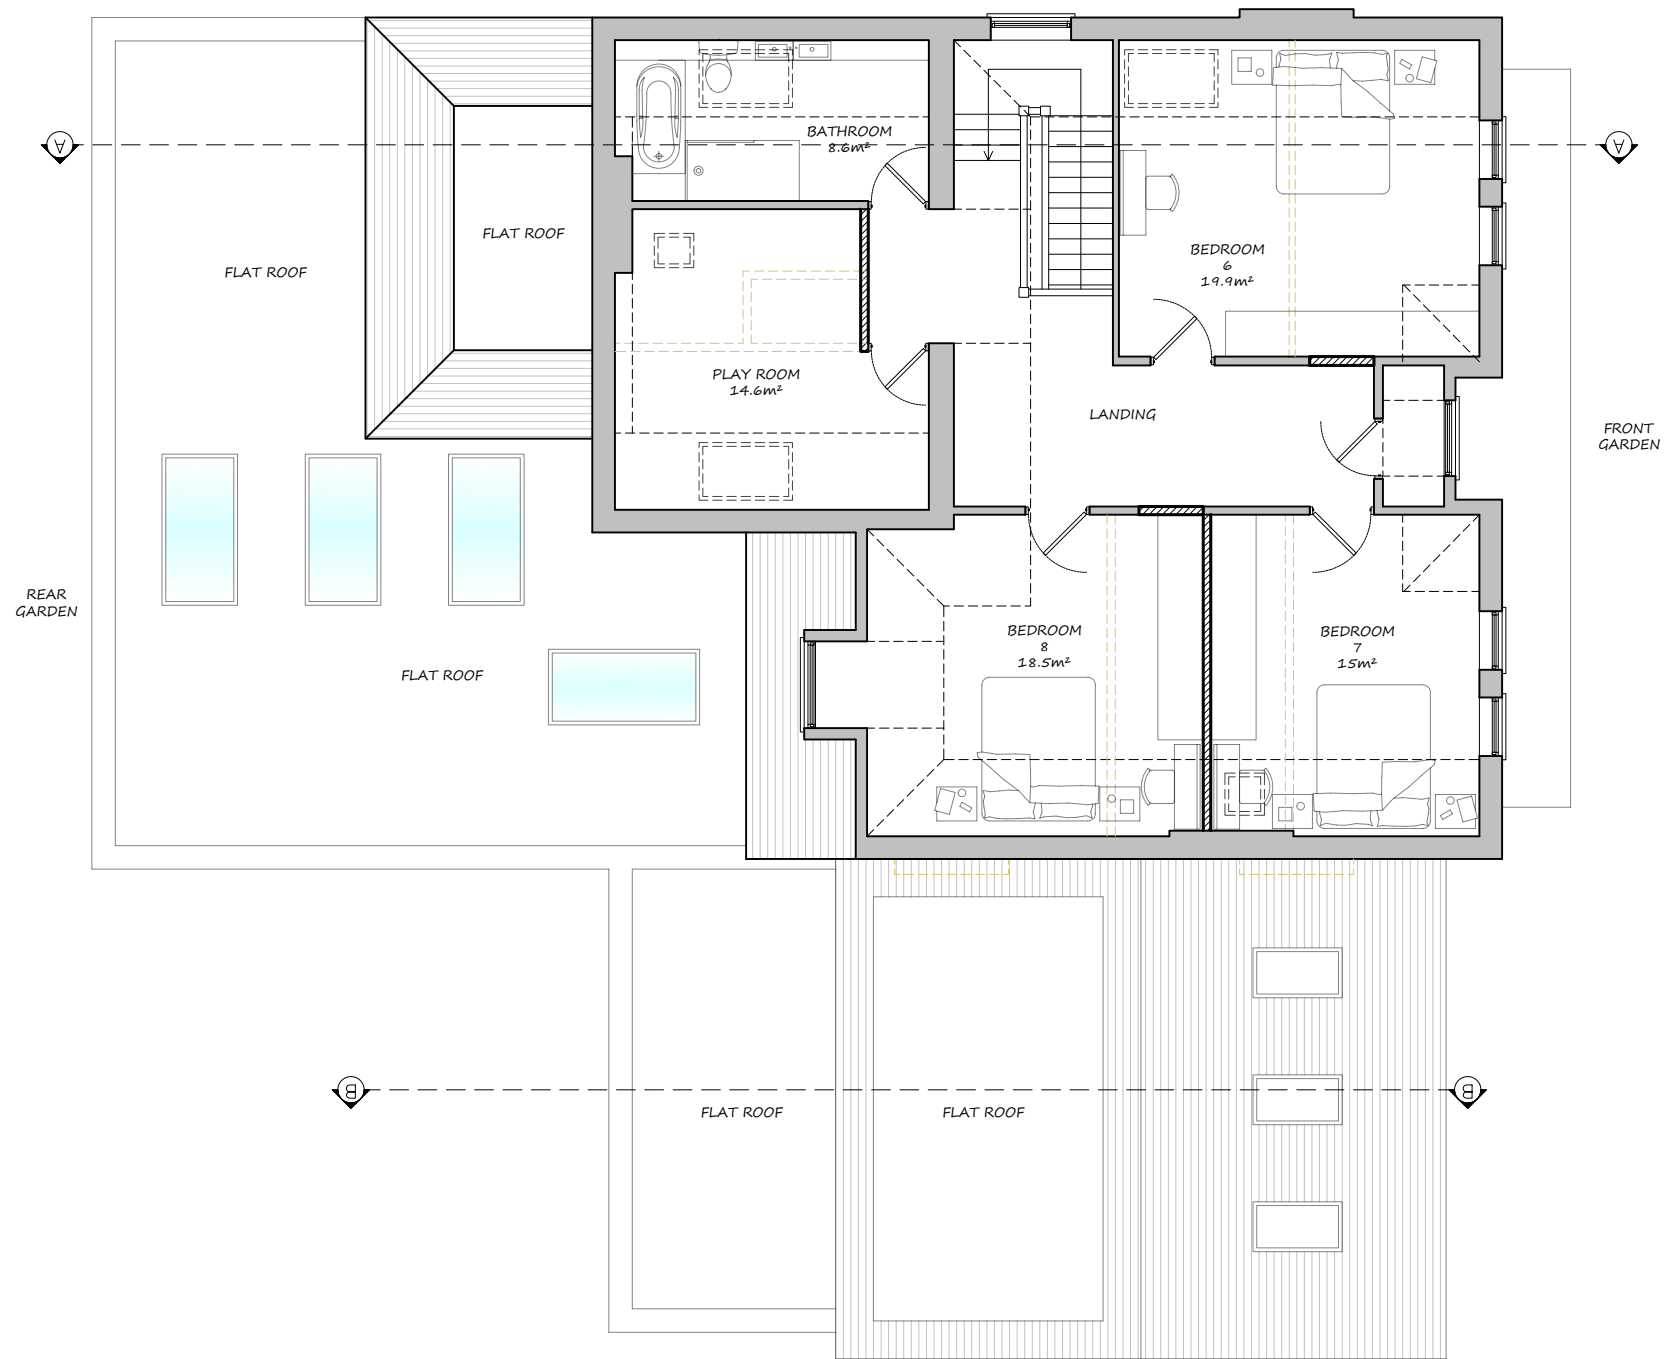 BATHROOM
8.6m²
A
A
FLAT ROOF
FLAT ROOF
BEDROOM
6
19.9m²
PLAY ROOM
14.6m²
LANDING
FRONT
GARDEN
REAR
GARDEN
BEDROOM
8
18.5m²
BEDROOM
7
15m²
FLAT ROOF
B
B
FLAT ROOF
FLAT ROOF